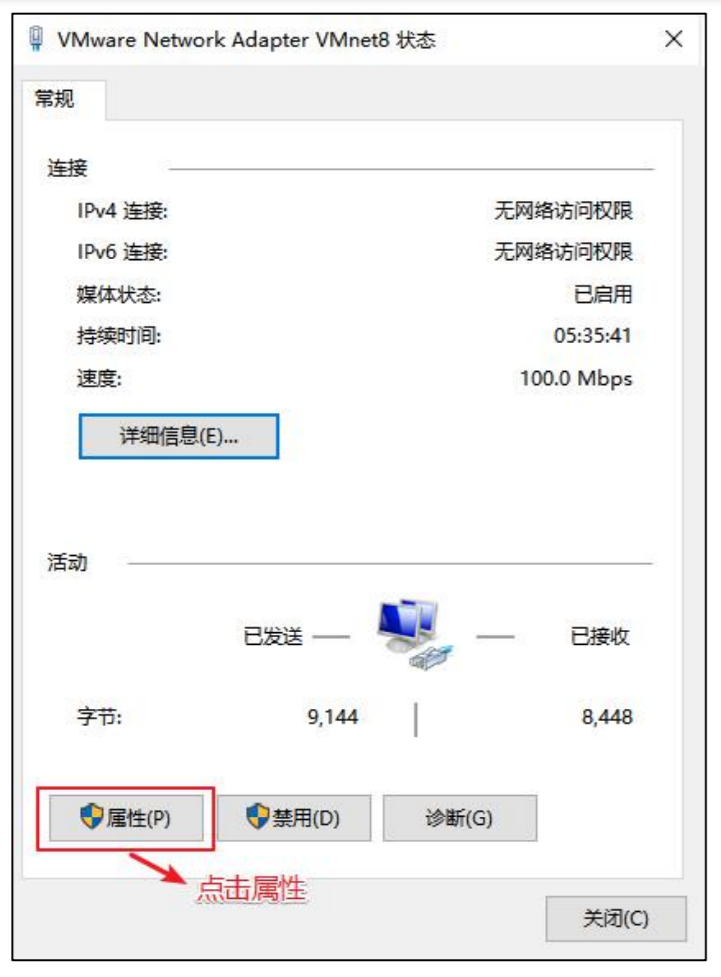 VMware Network Adapter VMnet8 状态
常规
连接
IPv4 连接: 无网络访问权限
IPv6 连接: 无网络访问权限
媒体状态: 已启用
持续时间: 05:35:41
速度: 100.0 Mbps
详细信息(E)...
活动
已发送 已接收
字节: 9,144 8,448
属性(P) 禁用(D) 诊断(G)
点击属性
关闭(C)